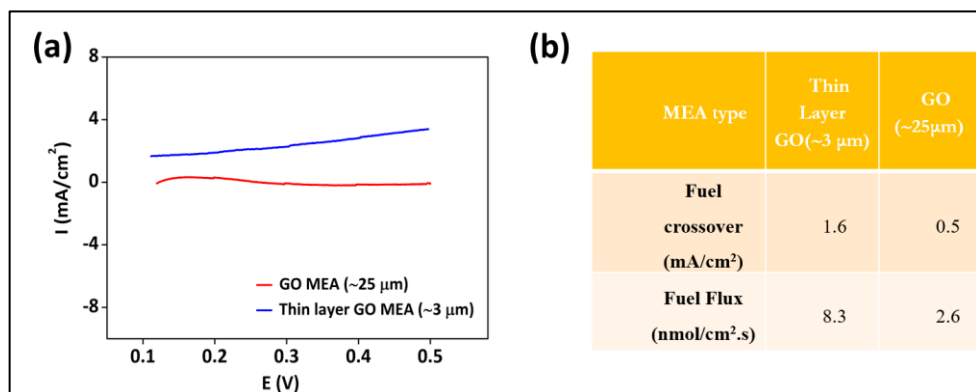 (a)
8
4
0
-4
-8
I (mA/cm²)
GO MEA (~25 μm)
Thin layer GO MEA (~3 μm)
0.1 0.2 0.3 0.4 0.5
E (V)
(b)
MEA type
Thin
Layer
GO(~3 μm)
GO
(~25μm)
Fuel
crossover
(mA/cm²)
1.6
0.5
Fuel Flux
(nmol/cm².s)
8.3
2.6